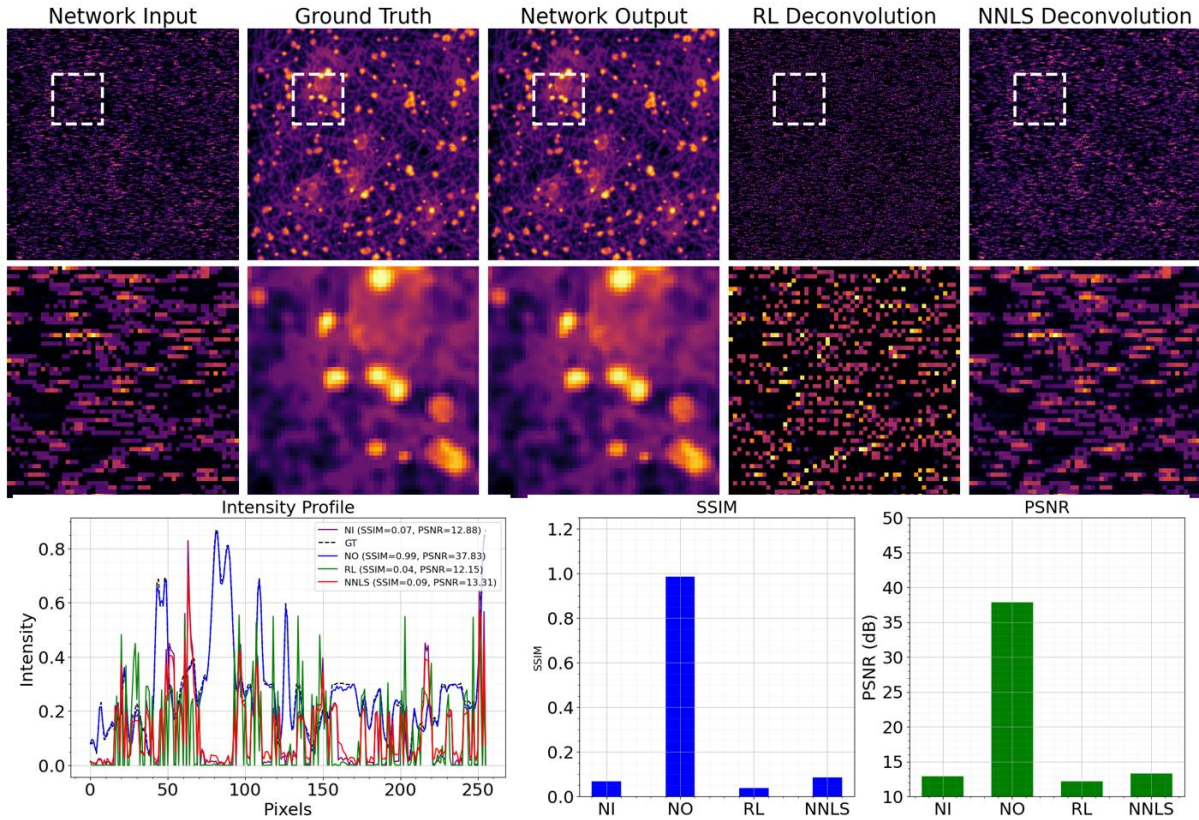 Network Input
Ground Truth
Network Output
RL Deconvolution
NNLS Deconvolution
Intensity Profile
Intensity
0.8
0.6
0.4
0.2
0.0
NI (SSIM=0.07, PSNR=12.88)
GT
NO (SSIM=0.99, PSNR=37.83)
RL (SSIM=0.04, PSNR=12.15)
NNLS (SSIM=0.09, PSNR=13.31)
0 50 100 150 200 250
Pixels
SSIM
SSIM
1.2
1.0
0.8
0.6
0.4
0.2
0.0
NI NO RL NNLS
PSNR
PSNR (dB)
50
45
40
35
30
25
20
15
10
NI NO RL NNLS